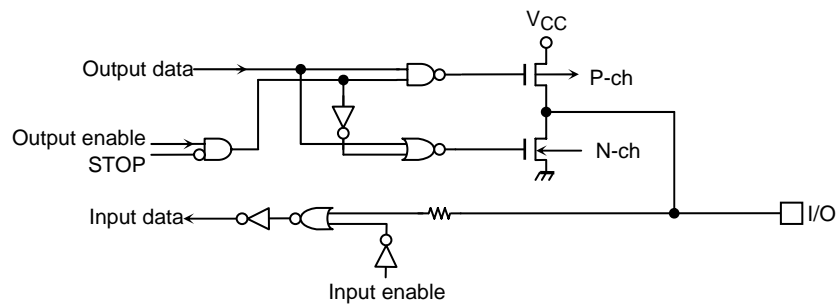 VCC
Output data
P-ch
Output enable
STOP
N-ch
Input data
I/O
Input enable